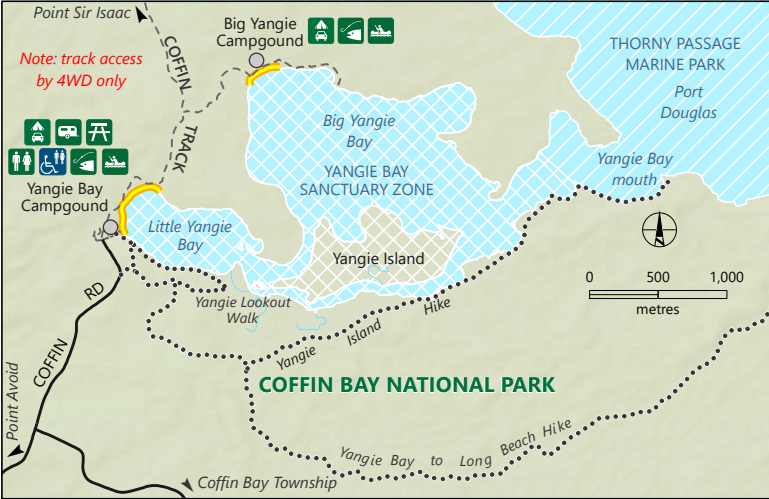 Point Sir Isaac
Note: track access
by 4WD only
COFFIN
TRACK
Big Yangie
Campgound
THORNY PASSAGE
MARINE PARK
Port
Douglas
Big Yangie
Bay
YANGIE BAY
SANCTUARY ZONE
Yangie Bay
mouth
Yangie Bay
Campgound
Little Yangie
Bay
Yangie Island
Yangie Lookout
Walk
Yangie Island Hike
0 500 1,000
metres
COFFIN RD
Point Avoid
COFFIN BAY NATIONAL PARK
Yangie Bay to Long Beach Hike
Coffin Bay Township